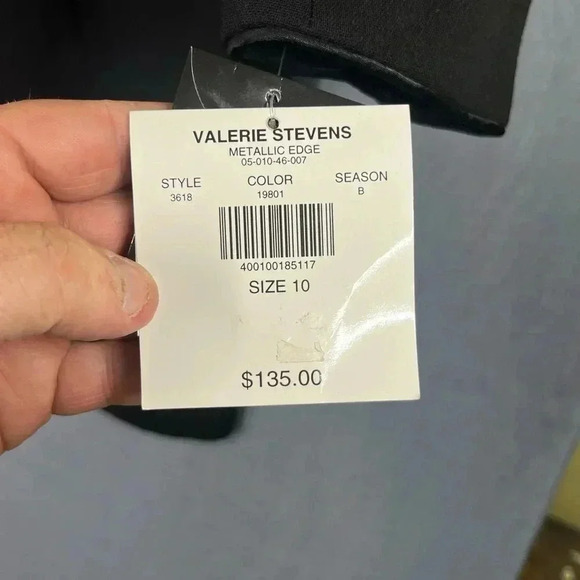 VALERIE STEVENS
METALLIC EDGE
05-010-46-007
STYLE COLOR SEASON
3618 19801 B
400100185117
SIZE 10
$135.00